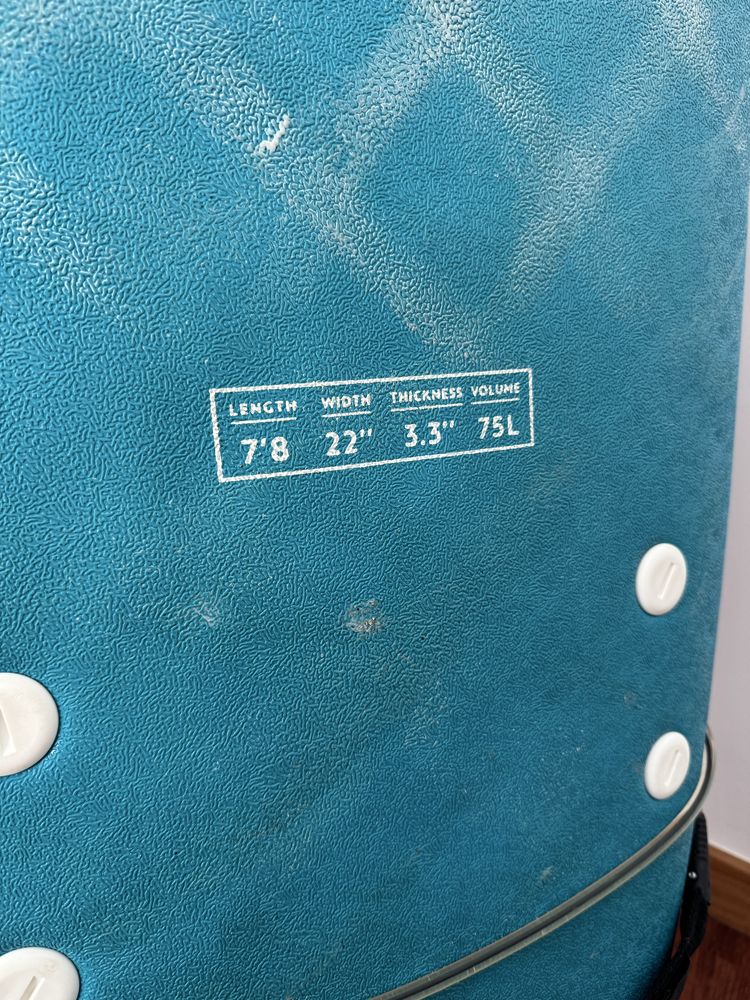 LENGTH WIDTH THICKNESS VOLUME
7'8 22" 3.3" 75L